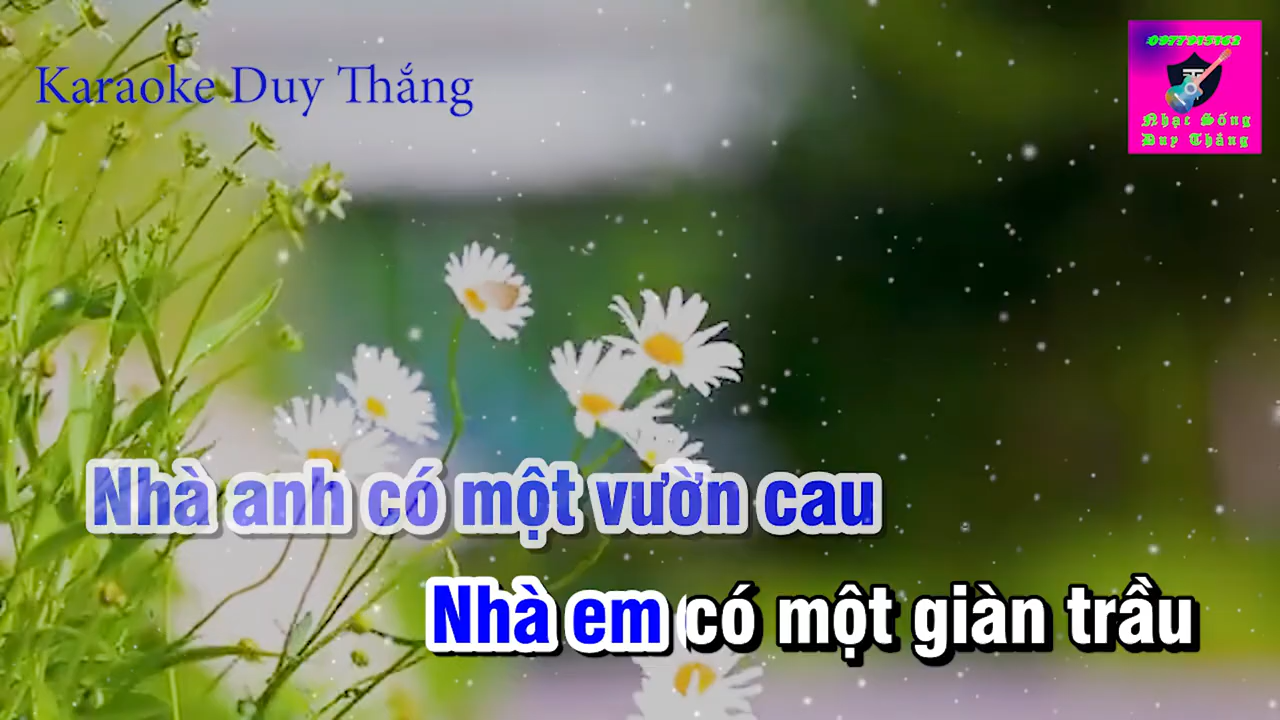 Karaoke Duy Thắng
0977915162
Nhạc Sống
Duy Thắng
Nhà anh có một vườn cau
Nhà em có một giàn trầu